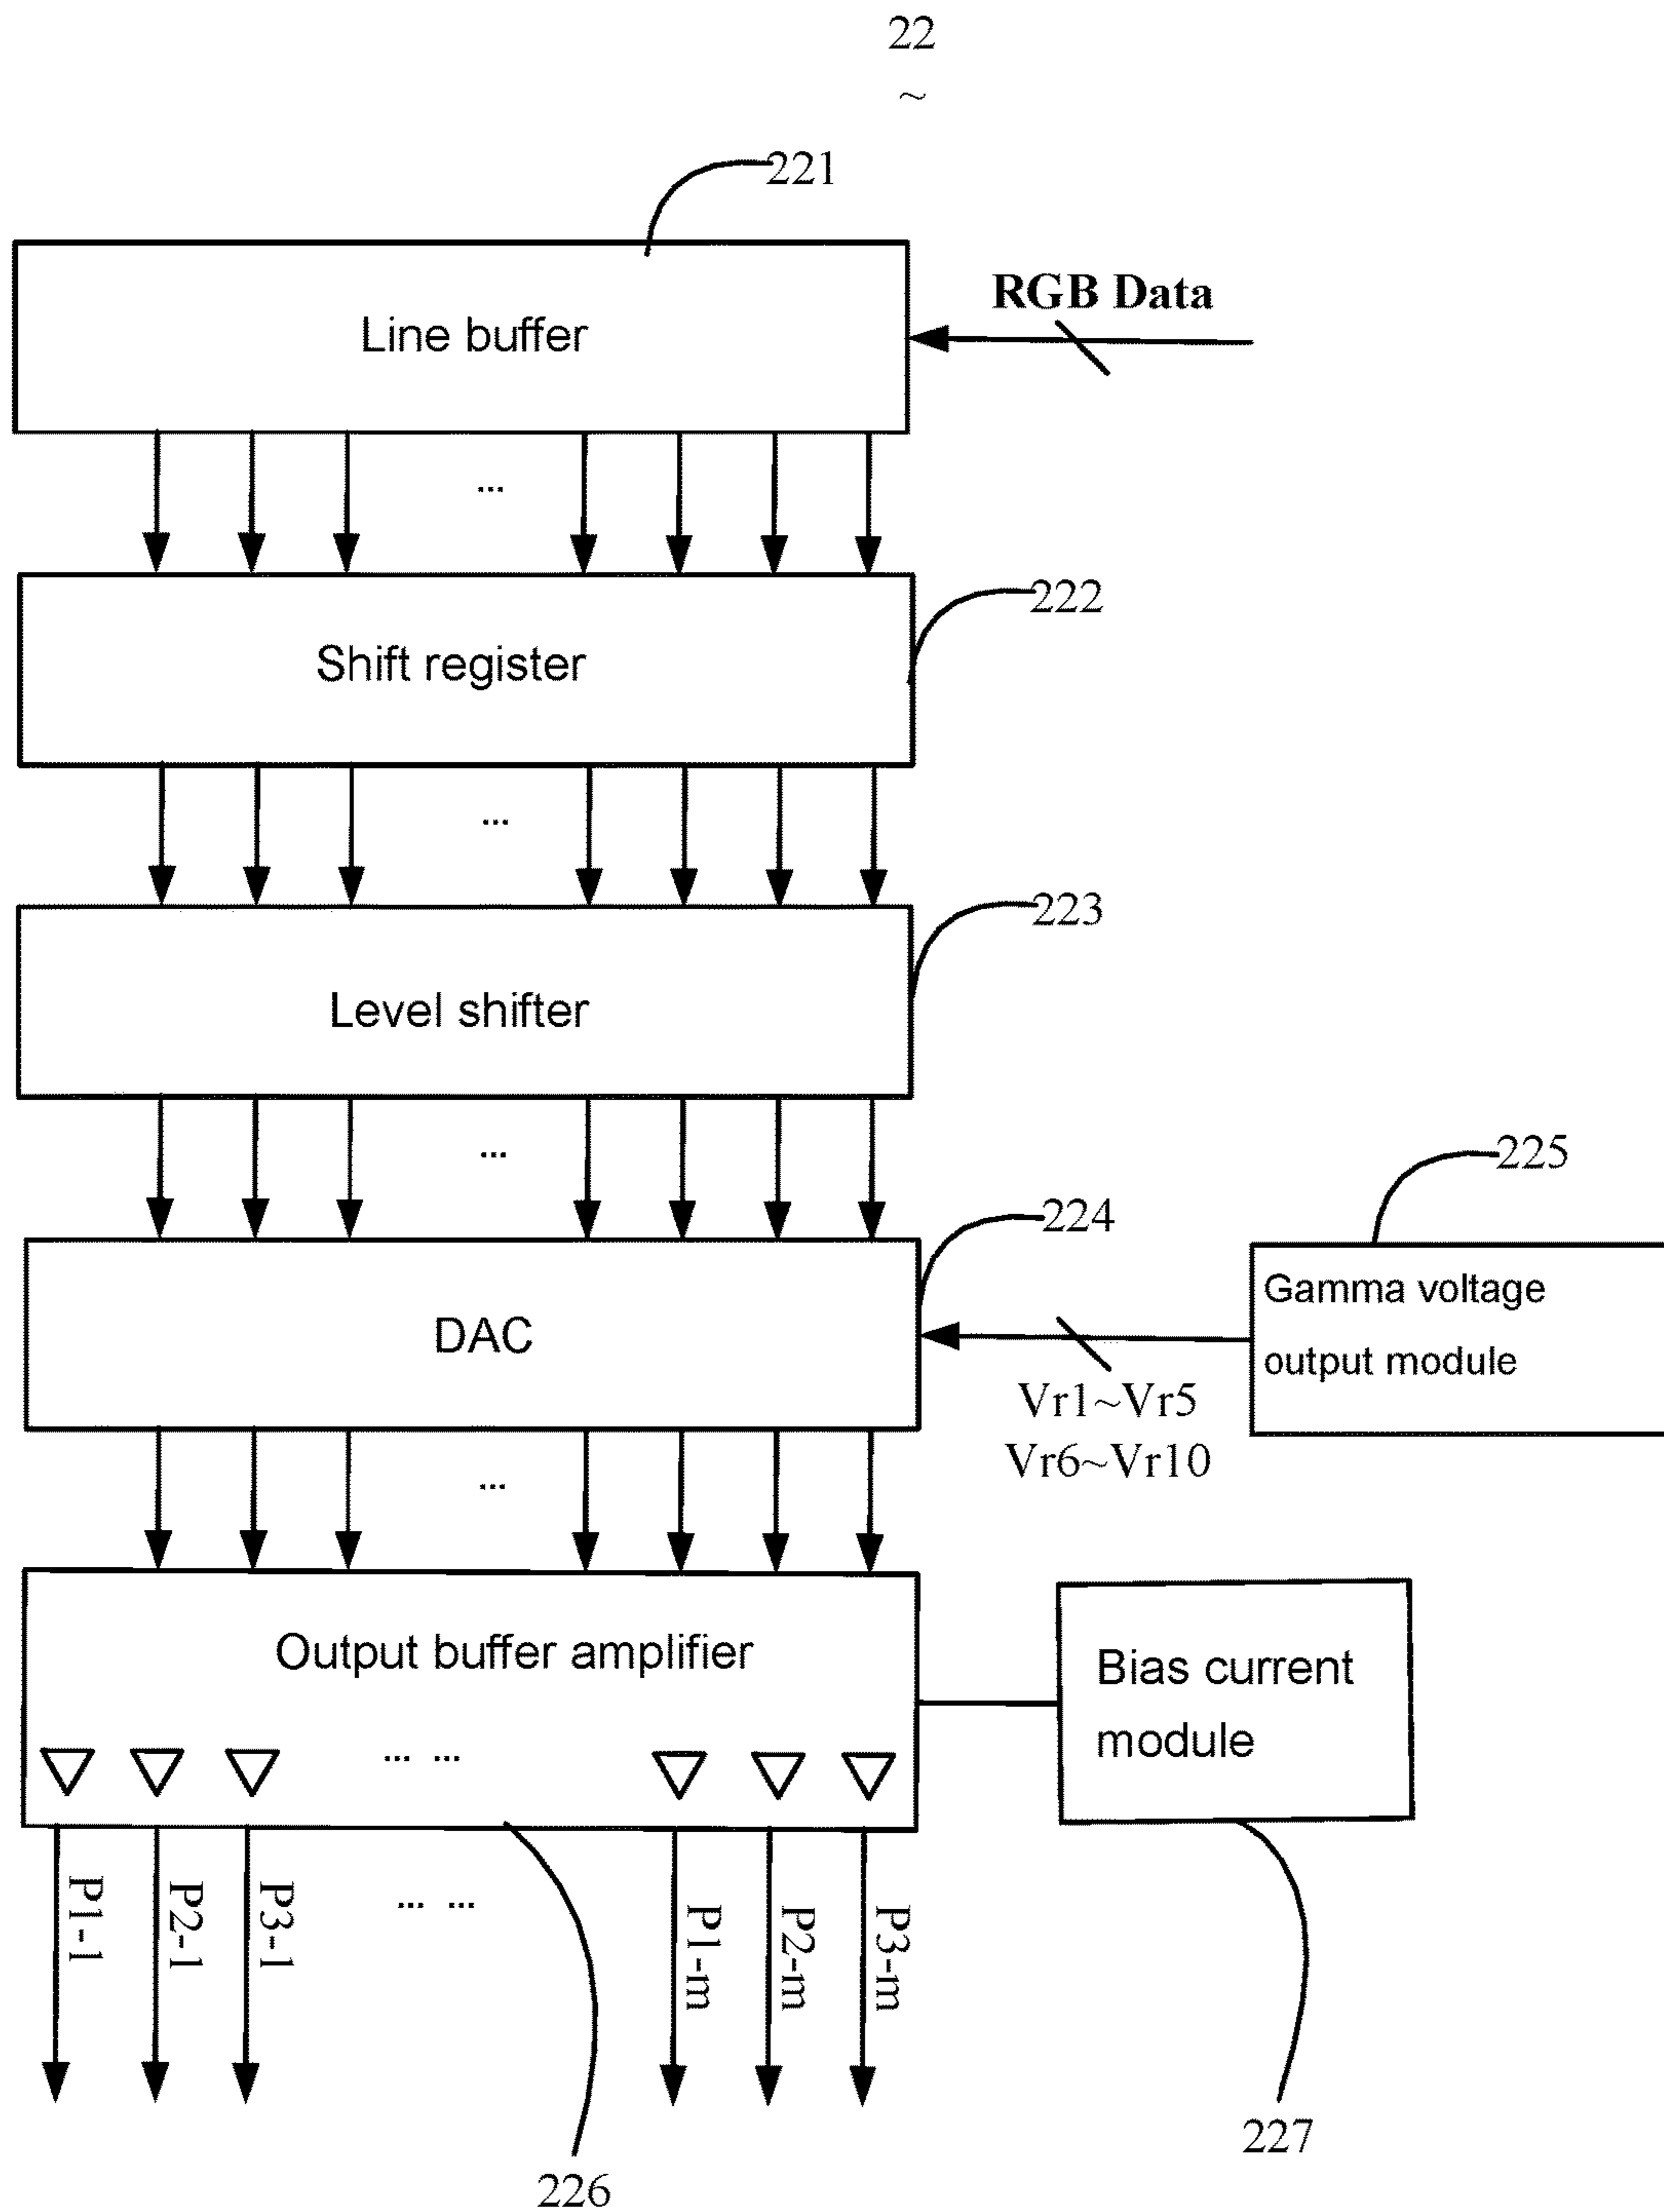 22
~
221
RGB Data
Line buffer
...
222
Shift register
...
223
Level shifter
...
225
224
Gamma voltage
output module
DAC
Vr1~Vr5
Vr6~Vr10
...
Output buffer amplifier
Bias current
module
... ...
P1-1
P2-1
P3-1
... ...
P1-m
P2-m
P3-m
227
226